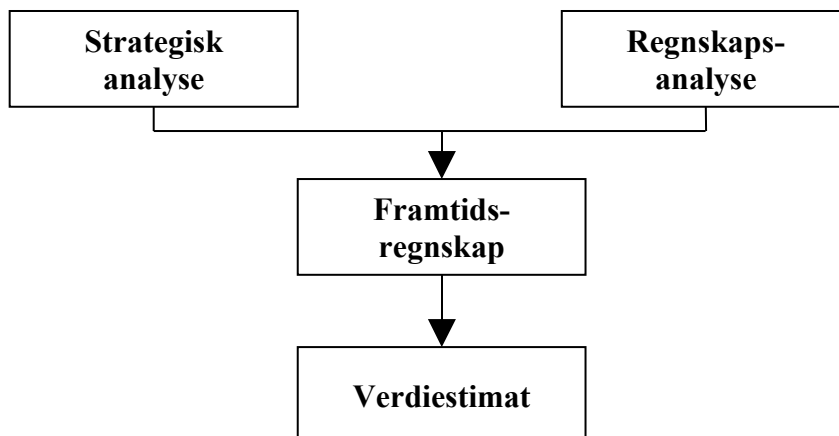 Strategisk
analyse
Regnskaps-
analyse
Framtids-
regnskap
Verdiestimat